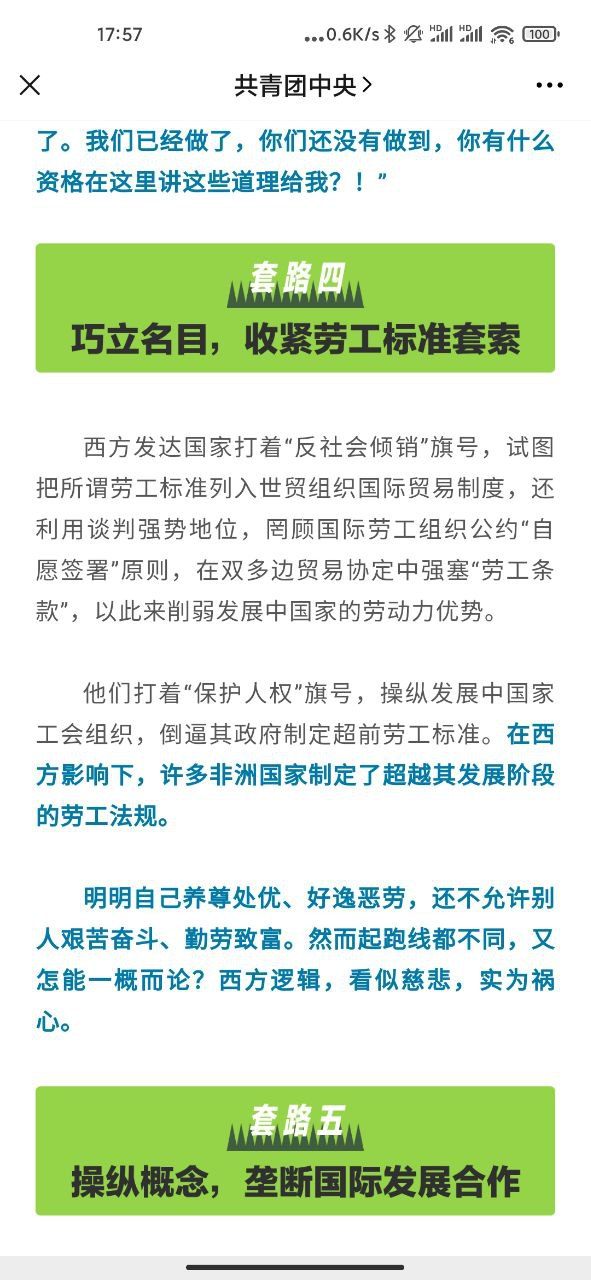 17:57
...0.6K/s HD HD 6 100
共青团中央
了。我们已经做了，你们还没有做到，你有什么
资格在这里讲这些道理给我？！”
套路四
巧立名目，收紧劳工标准套索
西方发达国家打着“反社会倾销”旗号，试图
把所谓劳工标准列入世贸组织国际贸易制度，还
利用谈判强势地位，罔顾国际劳工组织公约“自
愿签署”原则，在双多边贸易协定中强塞“劳工条
款”，以此来削弱发展中国家的劳动力优势。
他们打着“保护人权”旗号，操纵发展中国家
工会组织，倒逼其政府制定超前劳工标准。在西
方影响下，许多非洲国家制定了超越其发展阶段
的劳工法规。
明明自己养尊处优、好逸恶劳，还不允许别
人艰苦奋斗、勤劳致富。然而起跑线都不同，又
怎能一概而论？西方逻辑，看似慈悲，实为祸
心。
套路五
操纵概念，垄断国际发展合作